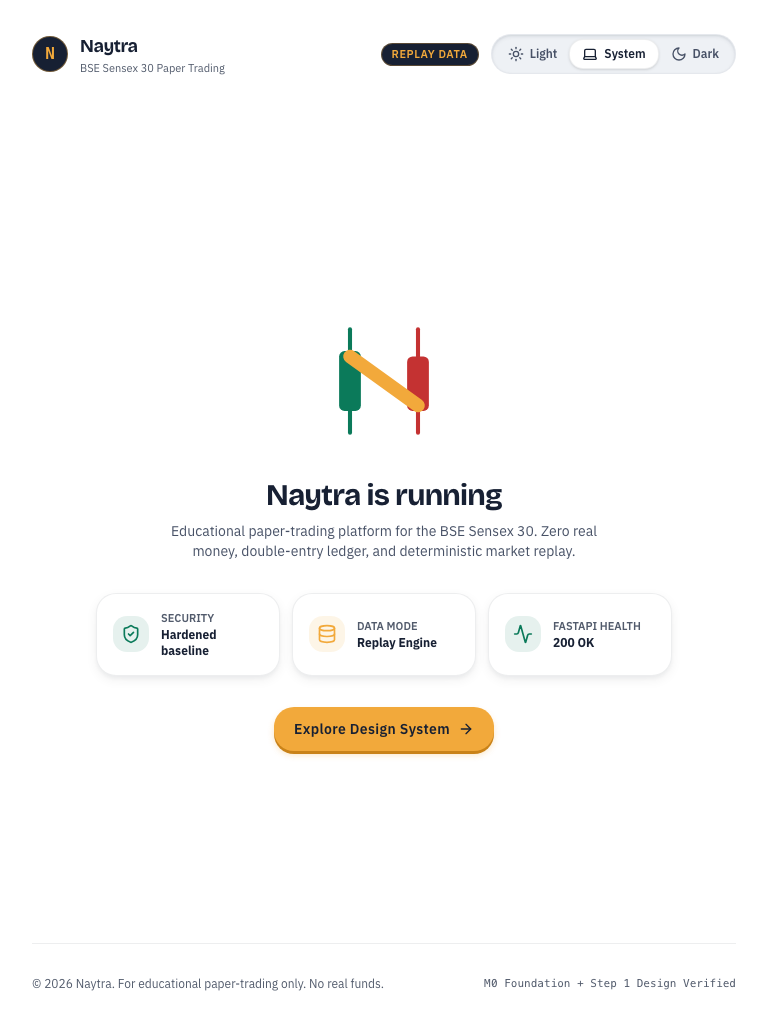 N
Naytra
BSE Sensex 30 Paper Trading
REPLAY DATA
Light
System
Dark
Naytra is running
Educational paper-trading platform for the BSE Sensex 30. Zero real
money, double-entry ledger, and deterministic market replay.
SECURITY
Hardened
baseline
DATA MODE
Replay Engine
FASTAPI HEALTH
200 OK
Explore Design System
© 2026 Naytra. For educational paper-trading only. No real funds.
M0 Foundation + Step 1 Design Verified